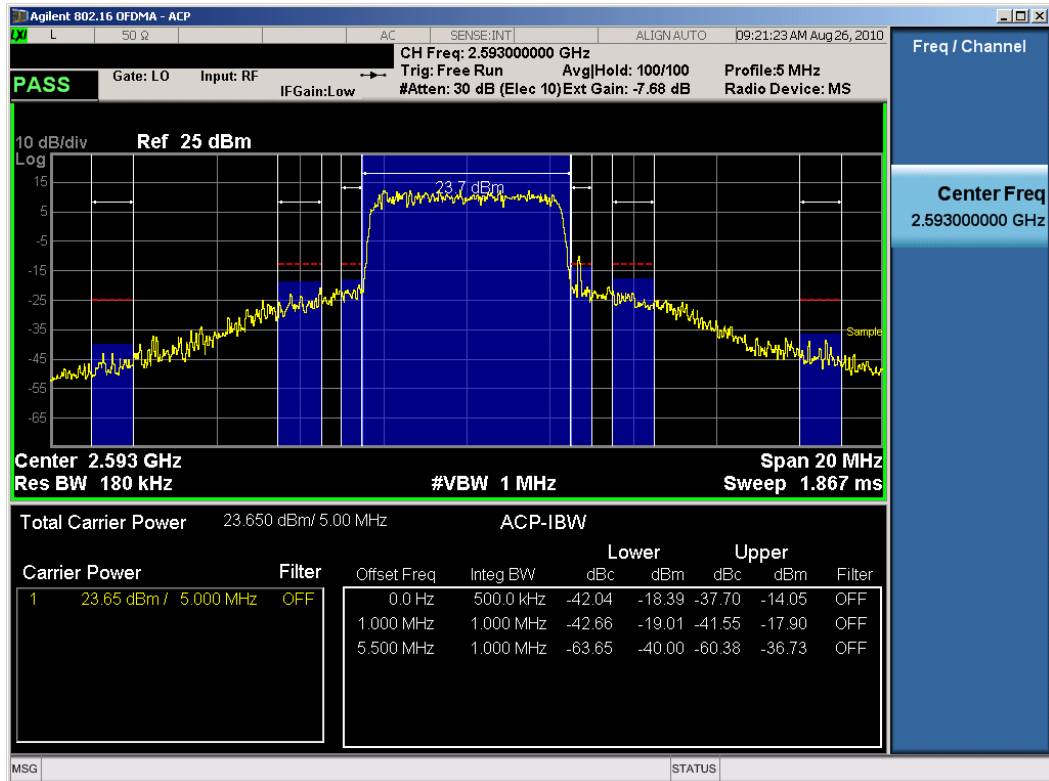 Agilent 802.16 OFDMA - ACP
LXI L 50 Ω AC SENSE:INT ALIGN AUTO 09:21:23 AM Aug 26, 2010
CH Freq: 2.593000000 GHz
PASS Gate: LO Input: RF Trig: Free Run Avg|Hold: 100/100 Profile:5 MHz
IFGain:Low #Atten: 30 dB (Elec 10) Ext Gain: -7.68 dB Radio Device: MS
Freq / Channel
Center Freq
2.593000000 GHz
10 dB/div Ref 25 dBm
Log
15
5
-5
-15
-25
-35
-45
-55
-65
23.7 dBm
Sample
Center 2.593 GHz Span 20 MHz
Res BW 180 kHz #VBW 1 MHz Sweep 1.867 ms
Total Carrier Power 23.650 dBm/ 5.00 MHz ACP-IBW
Lower Upper
Carrier Power Filter Offset Freq Integ BW dBc dBm dBc dBm Filter
1 23.65 dBm / 5.000 MHz OFF 0.0 Hz 500.0 kHz -42.04 -18.39 -37.70 -14.05 OFF
1.000 MHz 1.000 MHz -42.66 -19.01 -41.55 -17.90 OFF
5.500 MHz 1.000 MHz -63.65 -40.00 -60.38 -36.73 OFF
MSG STATUS